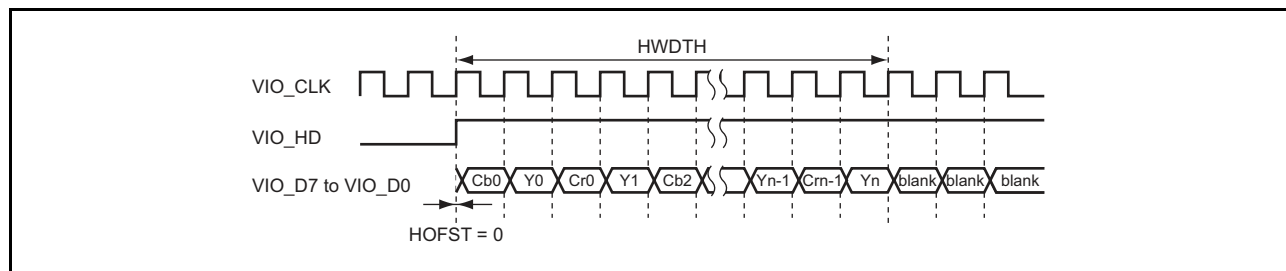 HWDTH
VIO_CLK
VIO_HD
VIO_D7 to VIO_D0 Cb0 Y0 Cr0 Y1 Cb2 Yn-1 Crn-1 Yn blank blank blank
HOFST = 0